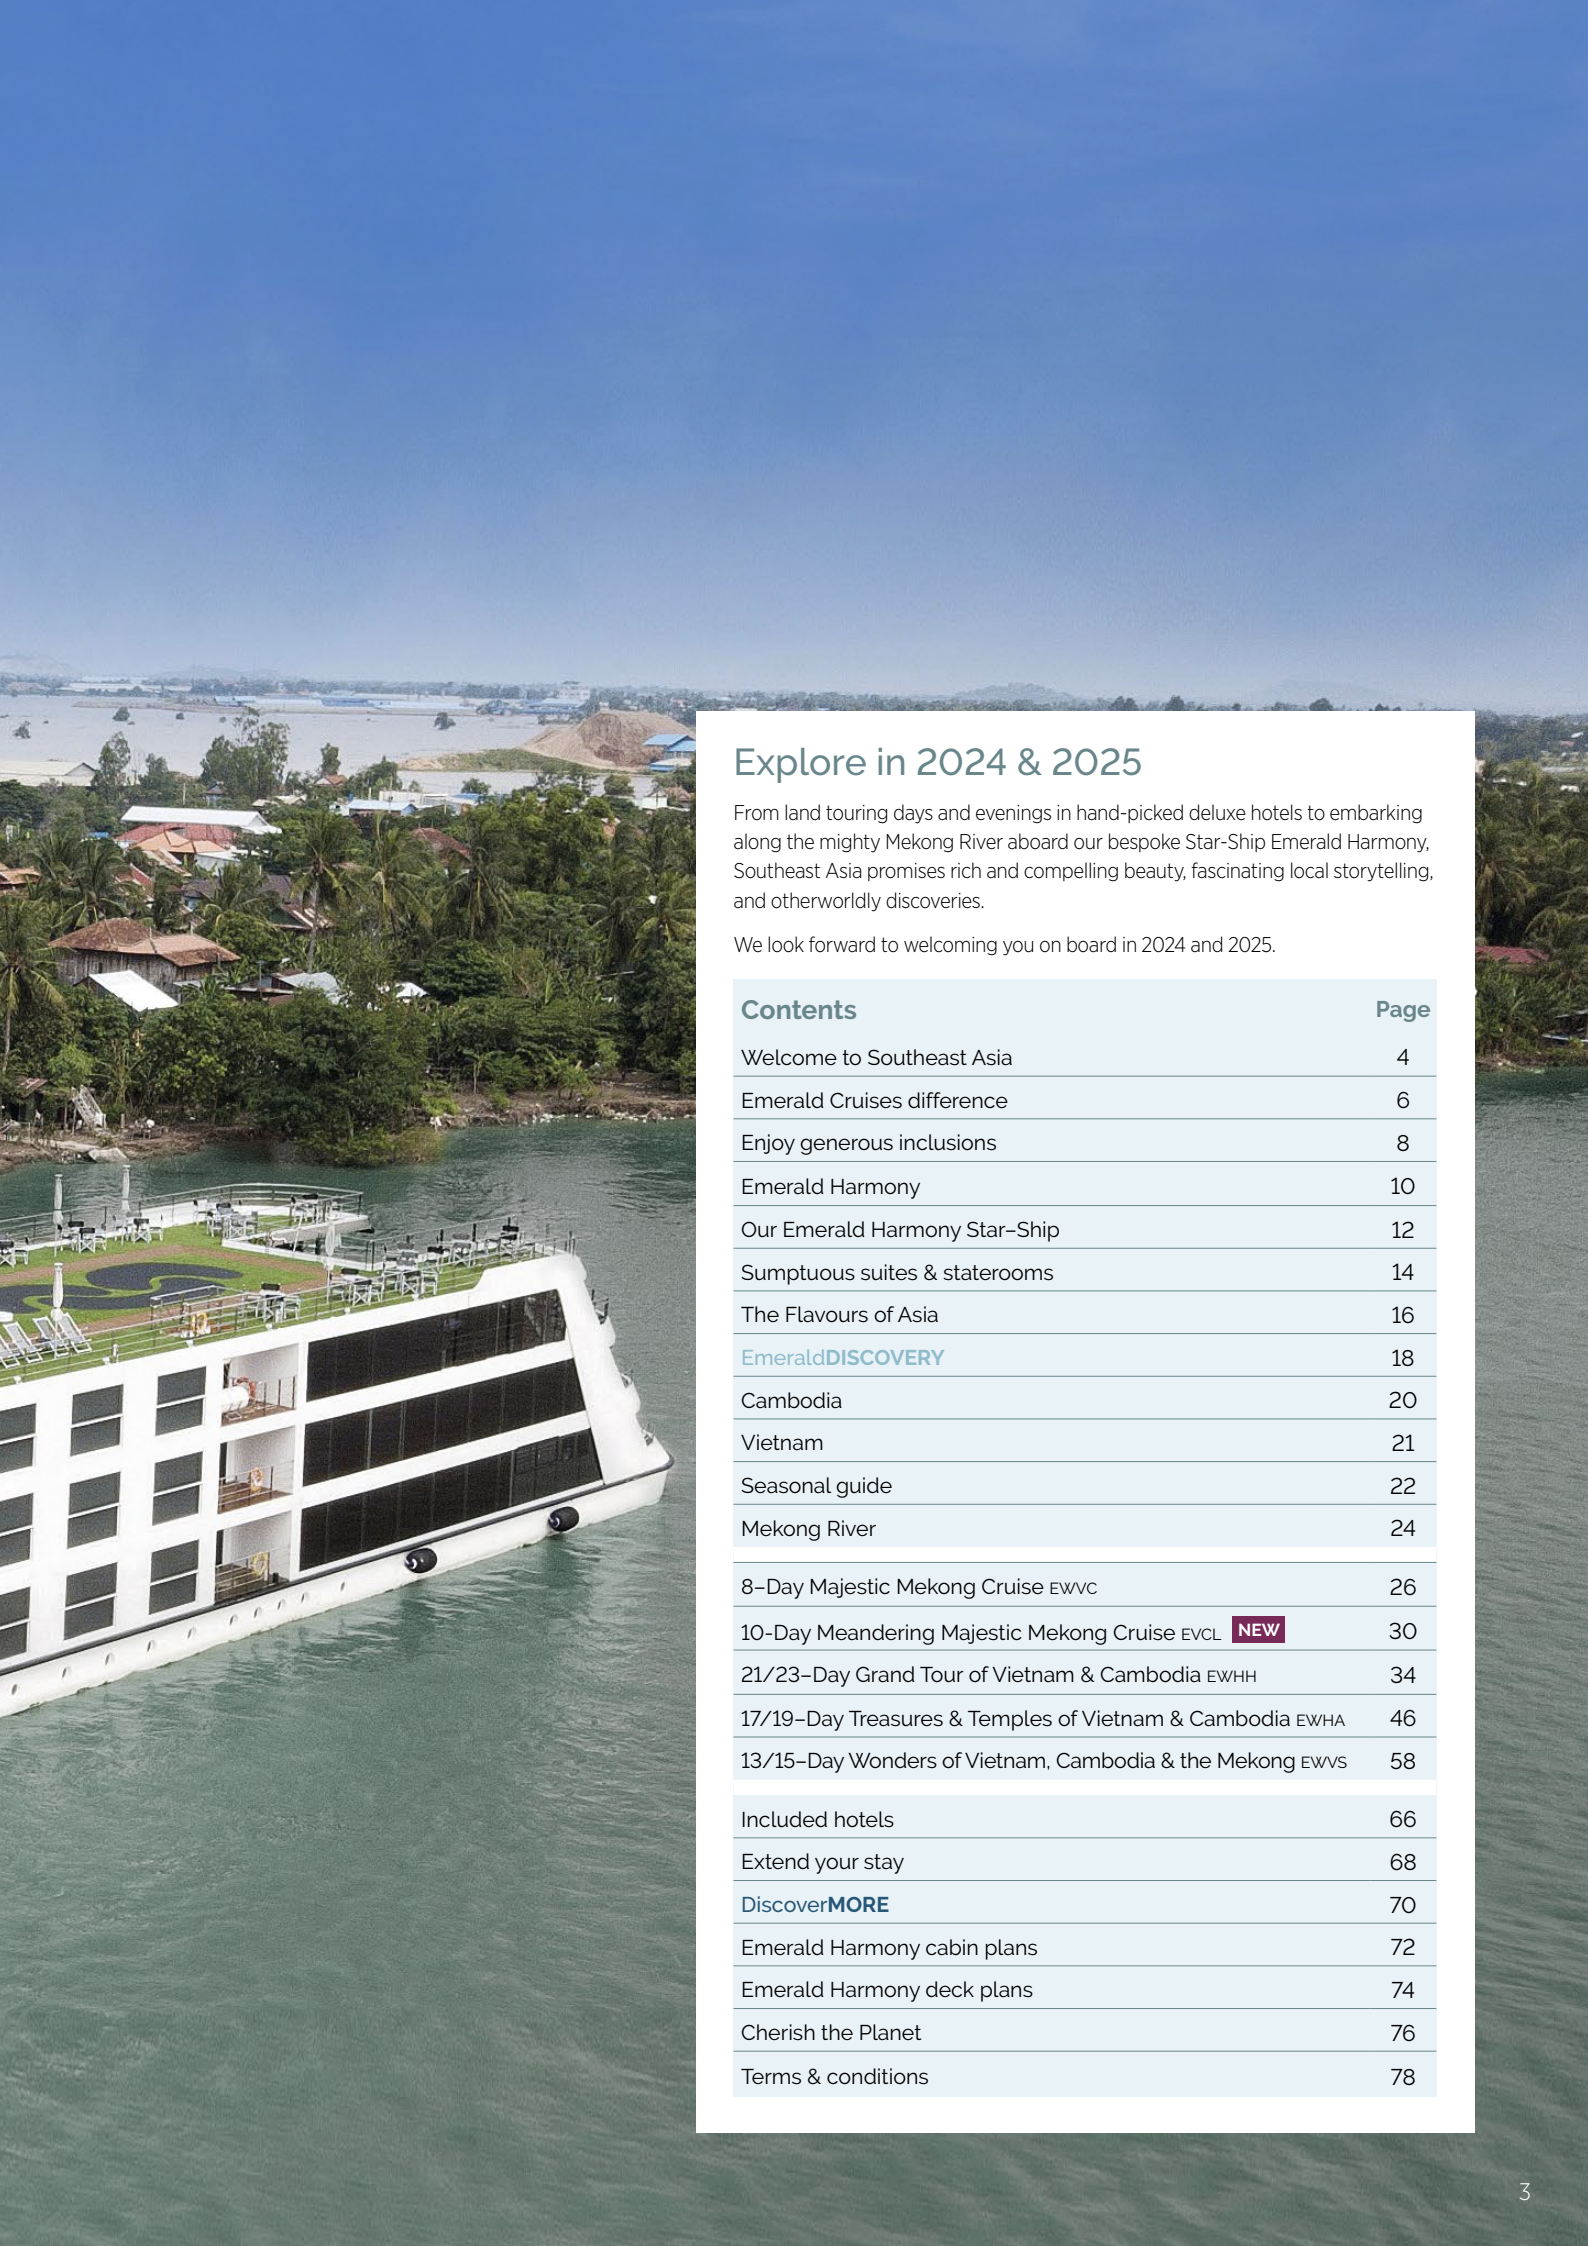 Explore in 2024 & 2025
From land touring days and evenings in hand-picked deluxe hotels to embarking
along the mighty Mekong River aboard our bespoke Star-Ship Emerald Harmony,
Southeast Asia promises rich and compelling beauty, fascinating local storytelling,
and otherworldly discoveries.
We look forward to welcoming you on board in 2024 and 2025.
Contents Page
Welcome to Southeast Asia 4
Emerald Cruises difference 6
Enjoy generous inclusions 8
Emerald Harmony 10
Our Emerald Harmony Star–Ship 12
Sumptuous suites & staterooms 14
The Flavours of Asia 16
EmeraldDISCOVERY 18
Cambodia 20
Vietnam 21
Seasonal guide 22
Mekong River 24
8–Day Majestic Mekong Cruise EWVC 26
10-Day Meandering Majestic Mekong Cruise EVCL NEW 30
21/23–Day Grand Tour of Vietnam & Cambodia EWHH 34
17/19–Day Treasures & Temples of Vietnam & Cambodia EWHA 46
13/15–Day Wonders of Vietnam, Cambodia & the Mekong EWVS 58
Included hotels 66
Extend your stay 68
DiscoverMORE 70
Emerald Harmony cabin plans 72
Emerald Harmony deck plans 74
Cherish the Planet 76
Terms & conditions 78
3